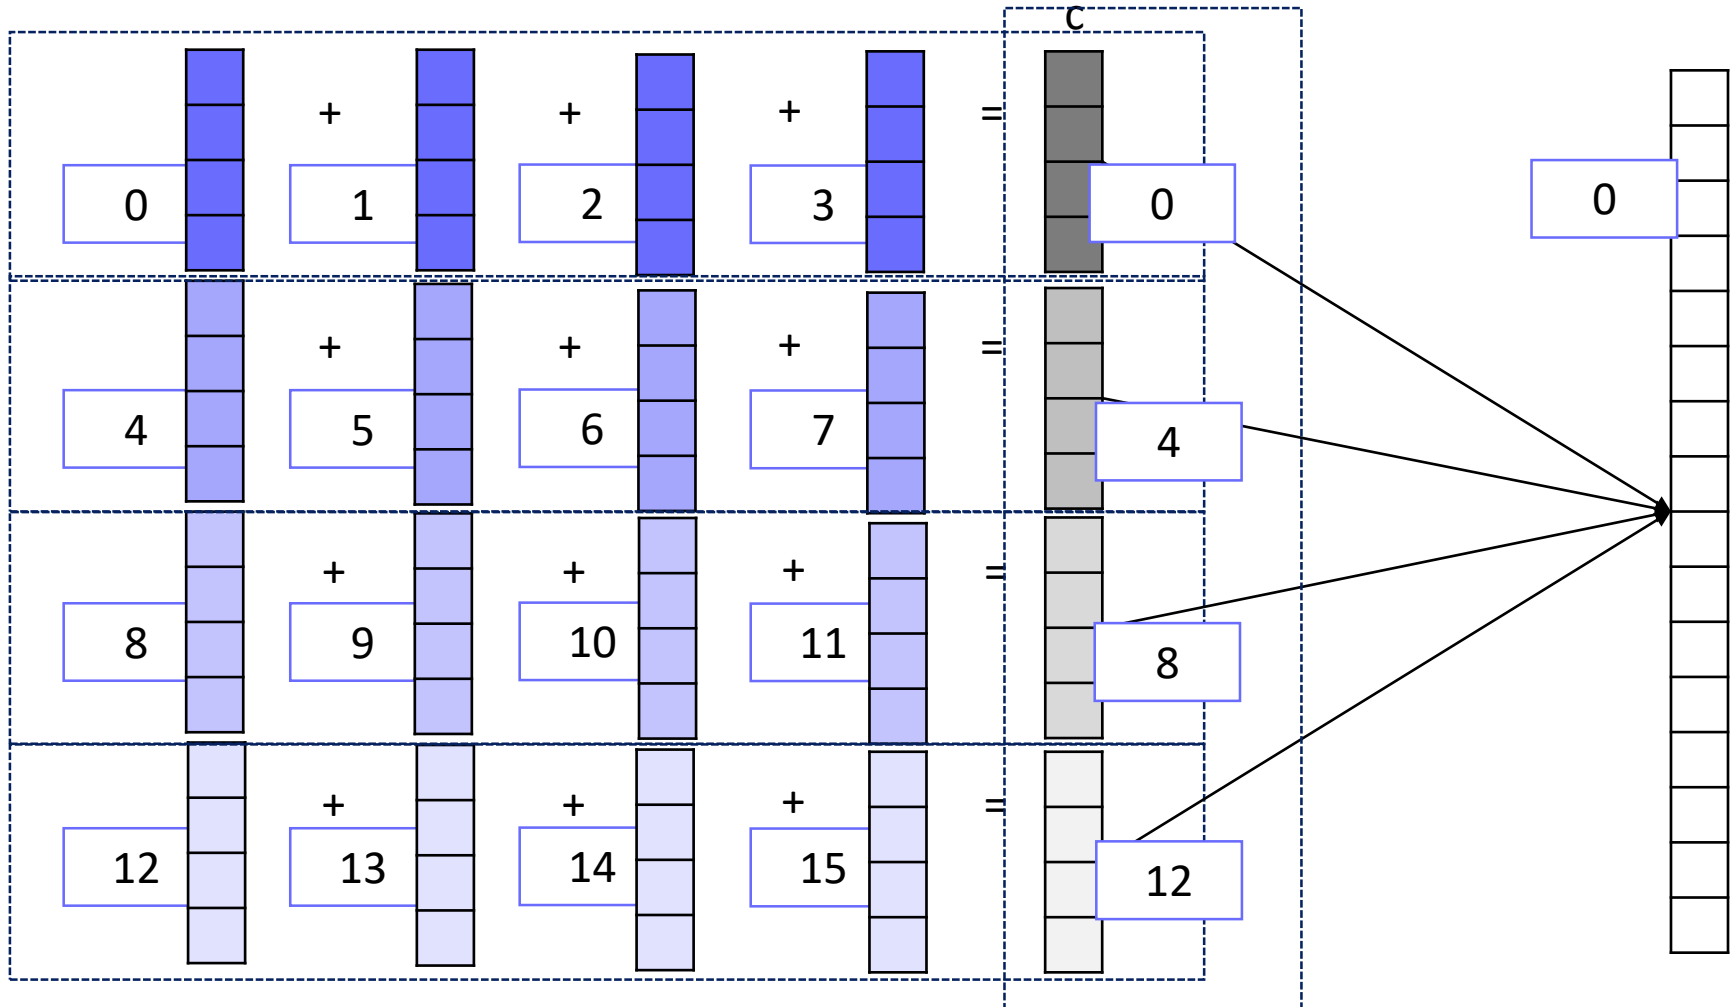 C
+ + + =
0 1 2 3 0 0
+ + + =
4 5 6 7 4
+ + + =
8 9 10 11 8
+ + + =
12 13 14 15 12